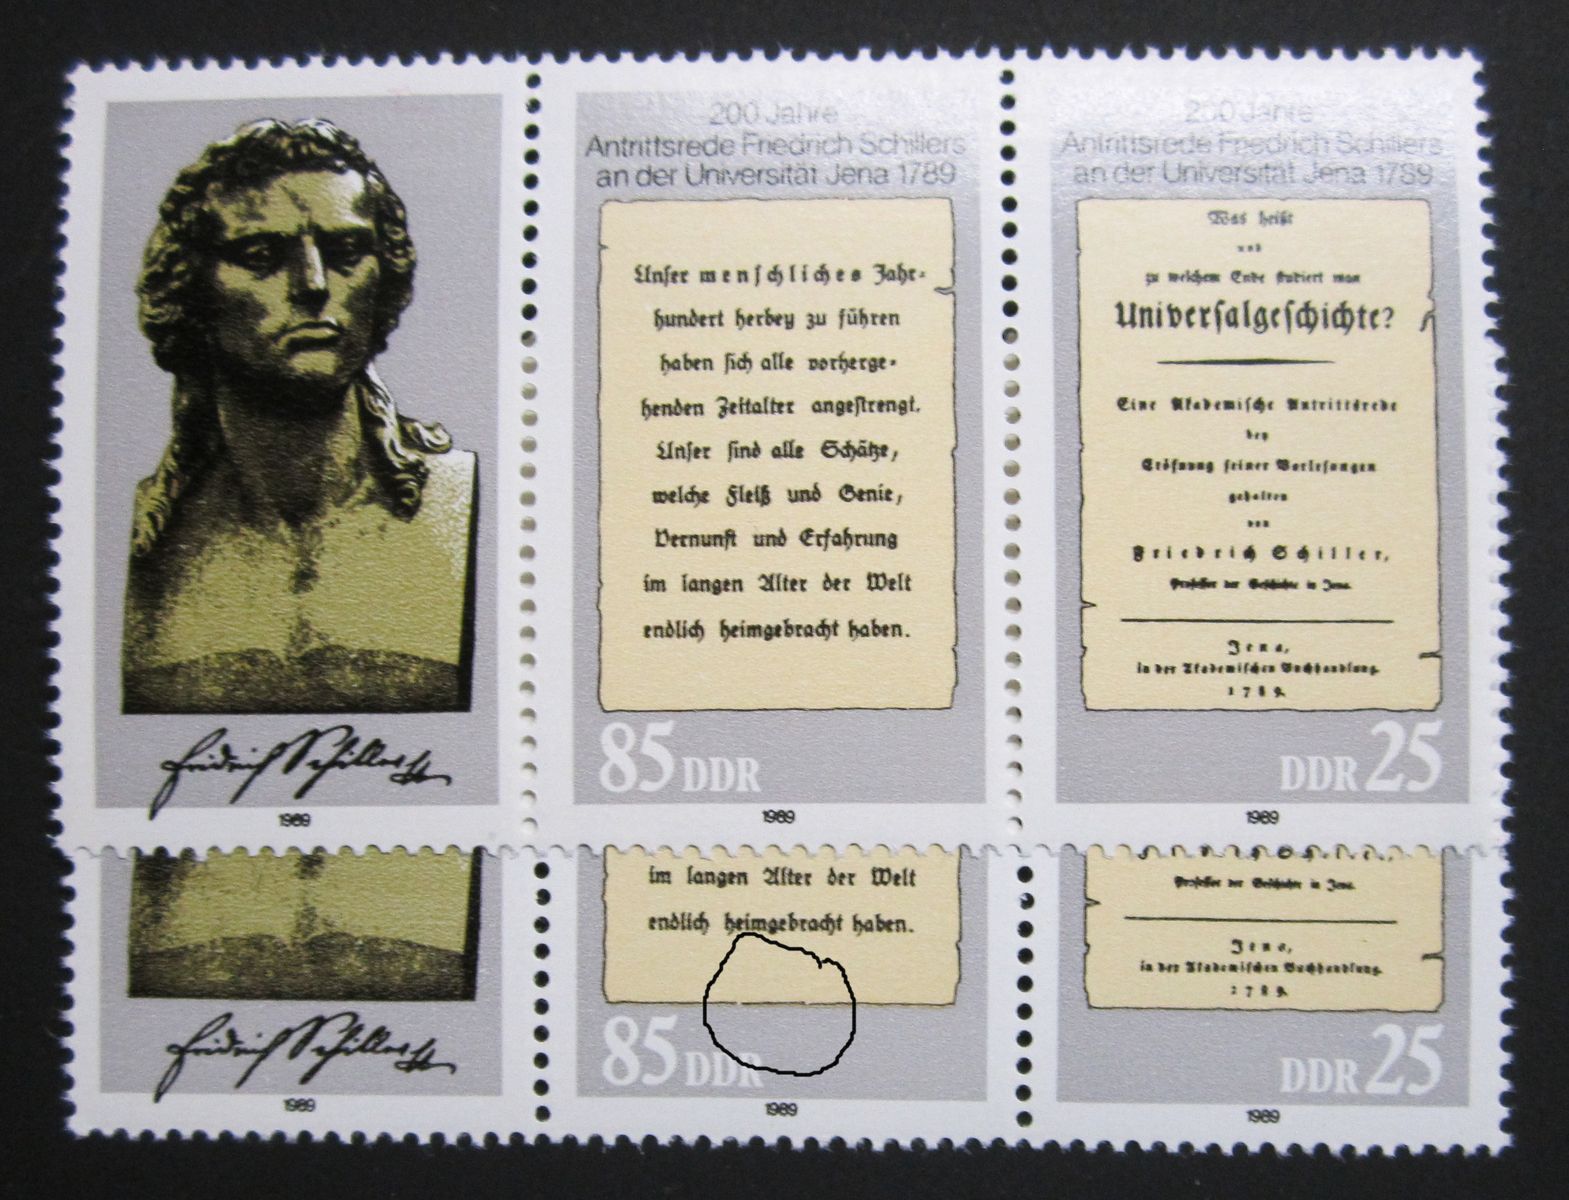 Friedrich Schiller
1989
200 Jahre
Antrittsrede Friedrich Schillers
an der Universität Jena 1789
Unser menſchliches Jahr-
hundert herbey zu führen
haben ſich alle vorherge-
henden Zeitalter angeſtrengt.
Unſer ſind alle Schätze,
welche Fleiß und Genie,
Vernunft und Erfahrung
im langen Alter der Welt
endlich heimgebracht haben.
85 DDR
1989
200 Jahre
Antrittsrede Friedrich Schillers
an der Universität Jena 1789
Was heißt
und
zu welchem Ende ſtudiert man
Univerſalgeſchichte?
Eine Akademiſche Antrittsrede
bey
Eröfnung ſeiner Vorleſungen
gehalten
von
Friedrich Schiller,
Profeſſor der Geſchichte in Jena.
Jena,
in der Akademiſchen Buchhandlung.
1789.
DDR 25
1989
Friedrich Schiller
1989
im langen Alter der Welt
endlich heimgebracht haben.
85 DDR
1989
Profeſſor der Geſchichte in Jena.
Jena,
in der Akademiſchen Buchhandlung.
1789.
DDR 25
1989